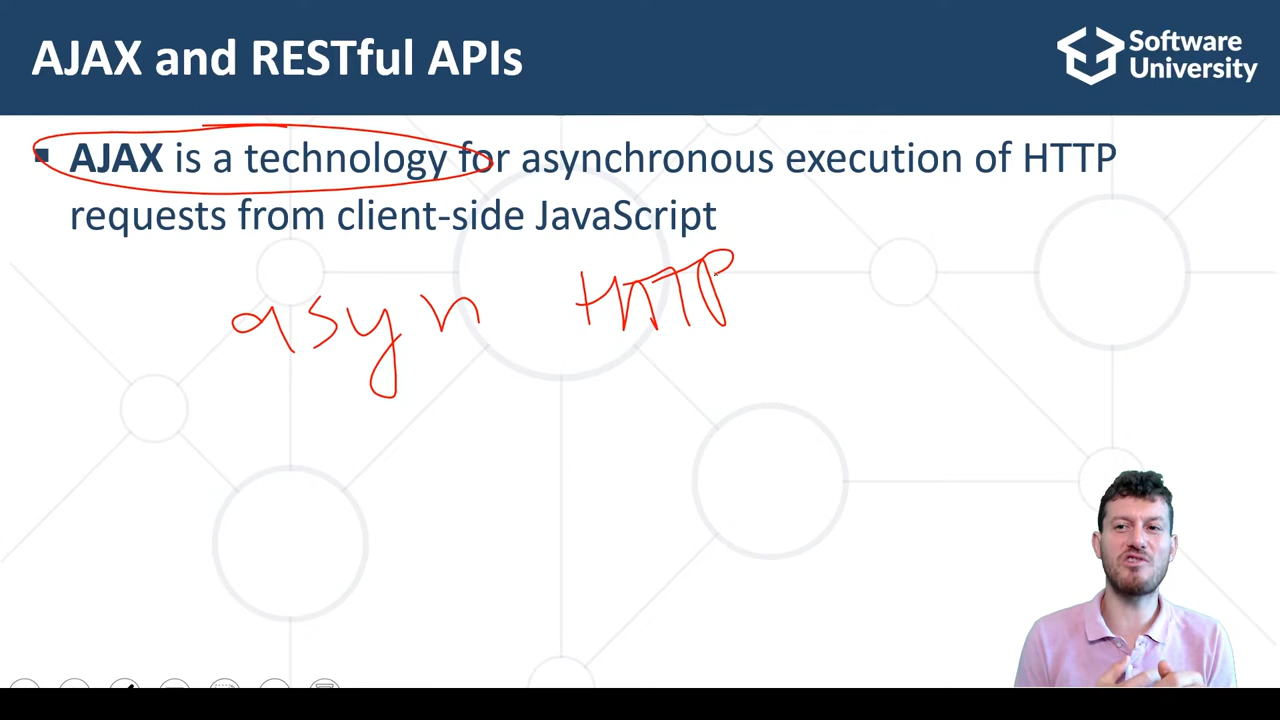 AJAX and RESTful APIs
Software
University
AJAX is a technology for asynchronous execution of HTTP
requests from client-side JavaScript
asyn HTTP